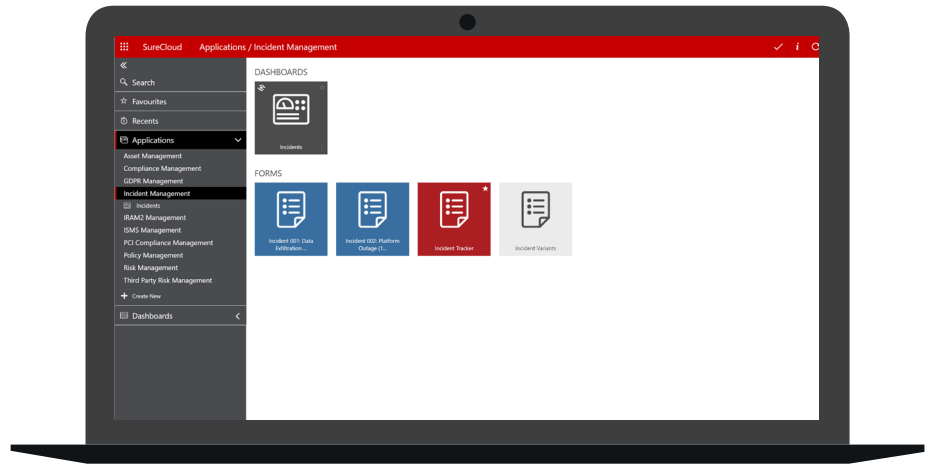 SureCloud Applications / Incident Management
Search
Favourites
Recents
Applications
Asset Management
Compliance Management
GDPR Management
Incident Management
Incidents
IRAM2 Management
ISMS Management
PCI Compliance Management
Policy Management
Risk Management
Third Party Risk Management
Create New
Dashboards
DASHBOARDS
Incidents
FORMS
Incident 001: Data
Exfiltration ...
Incident 002: Platform
Outage (1...
Incident Tracker
Incident Variants